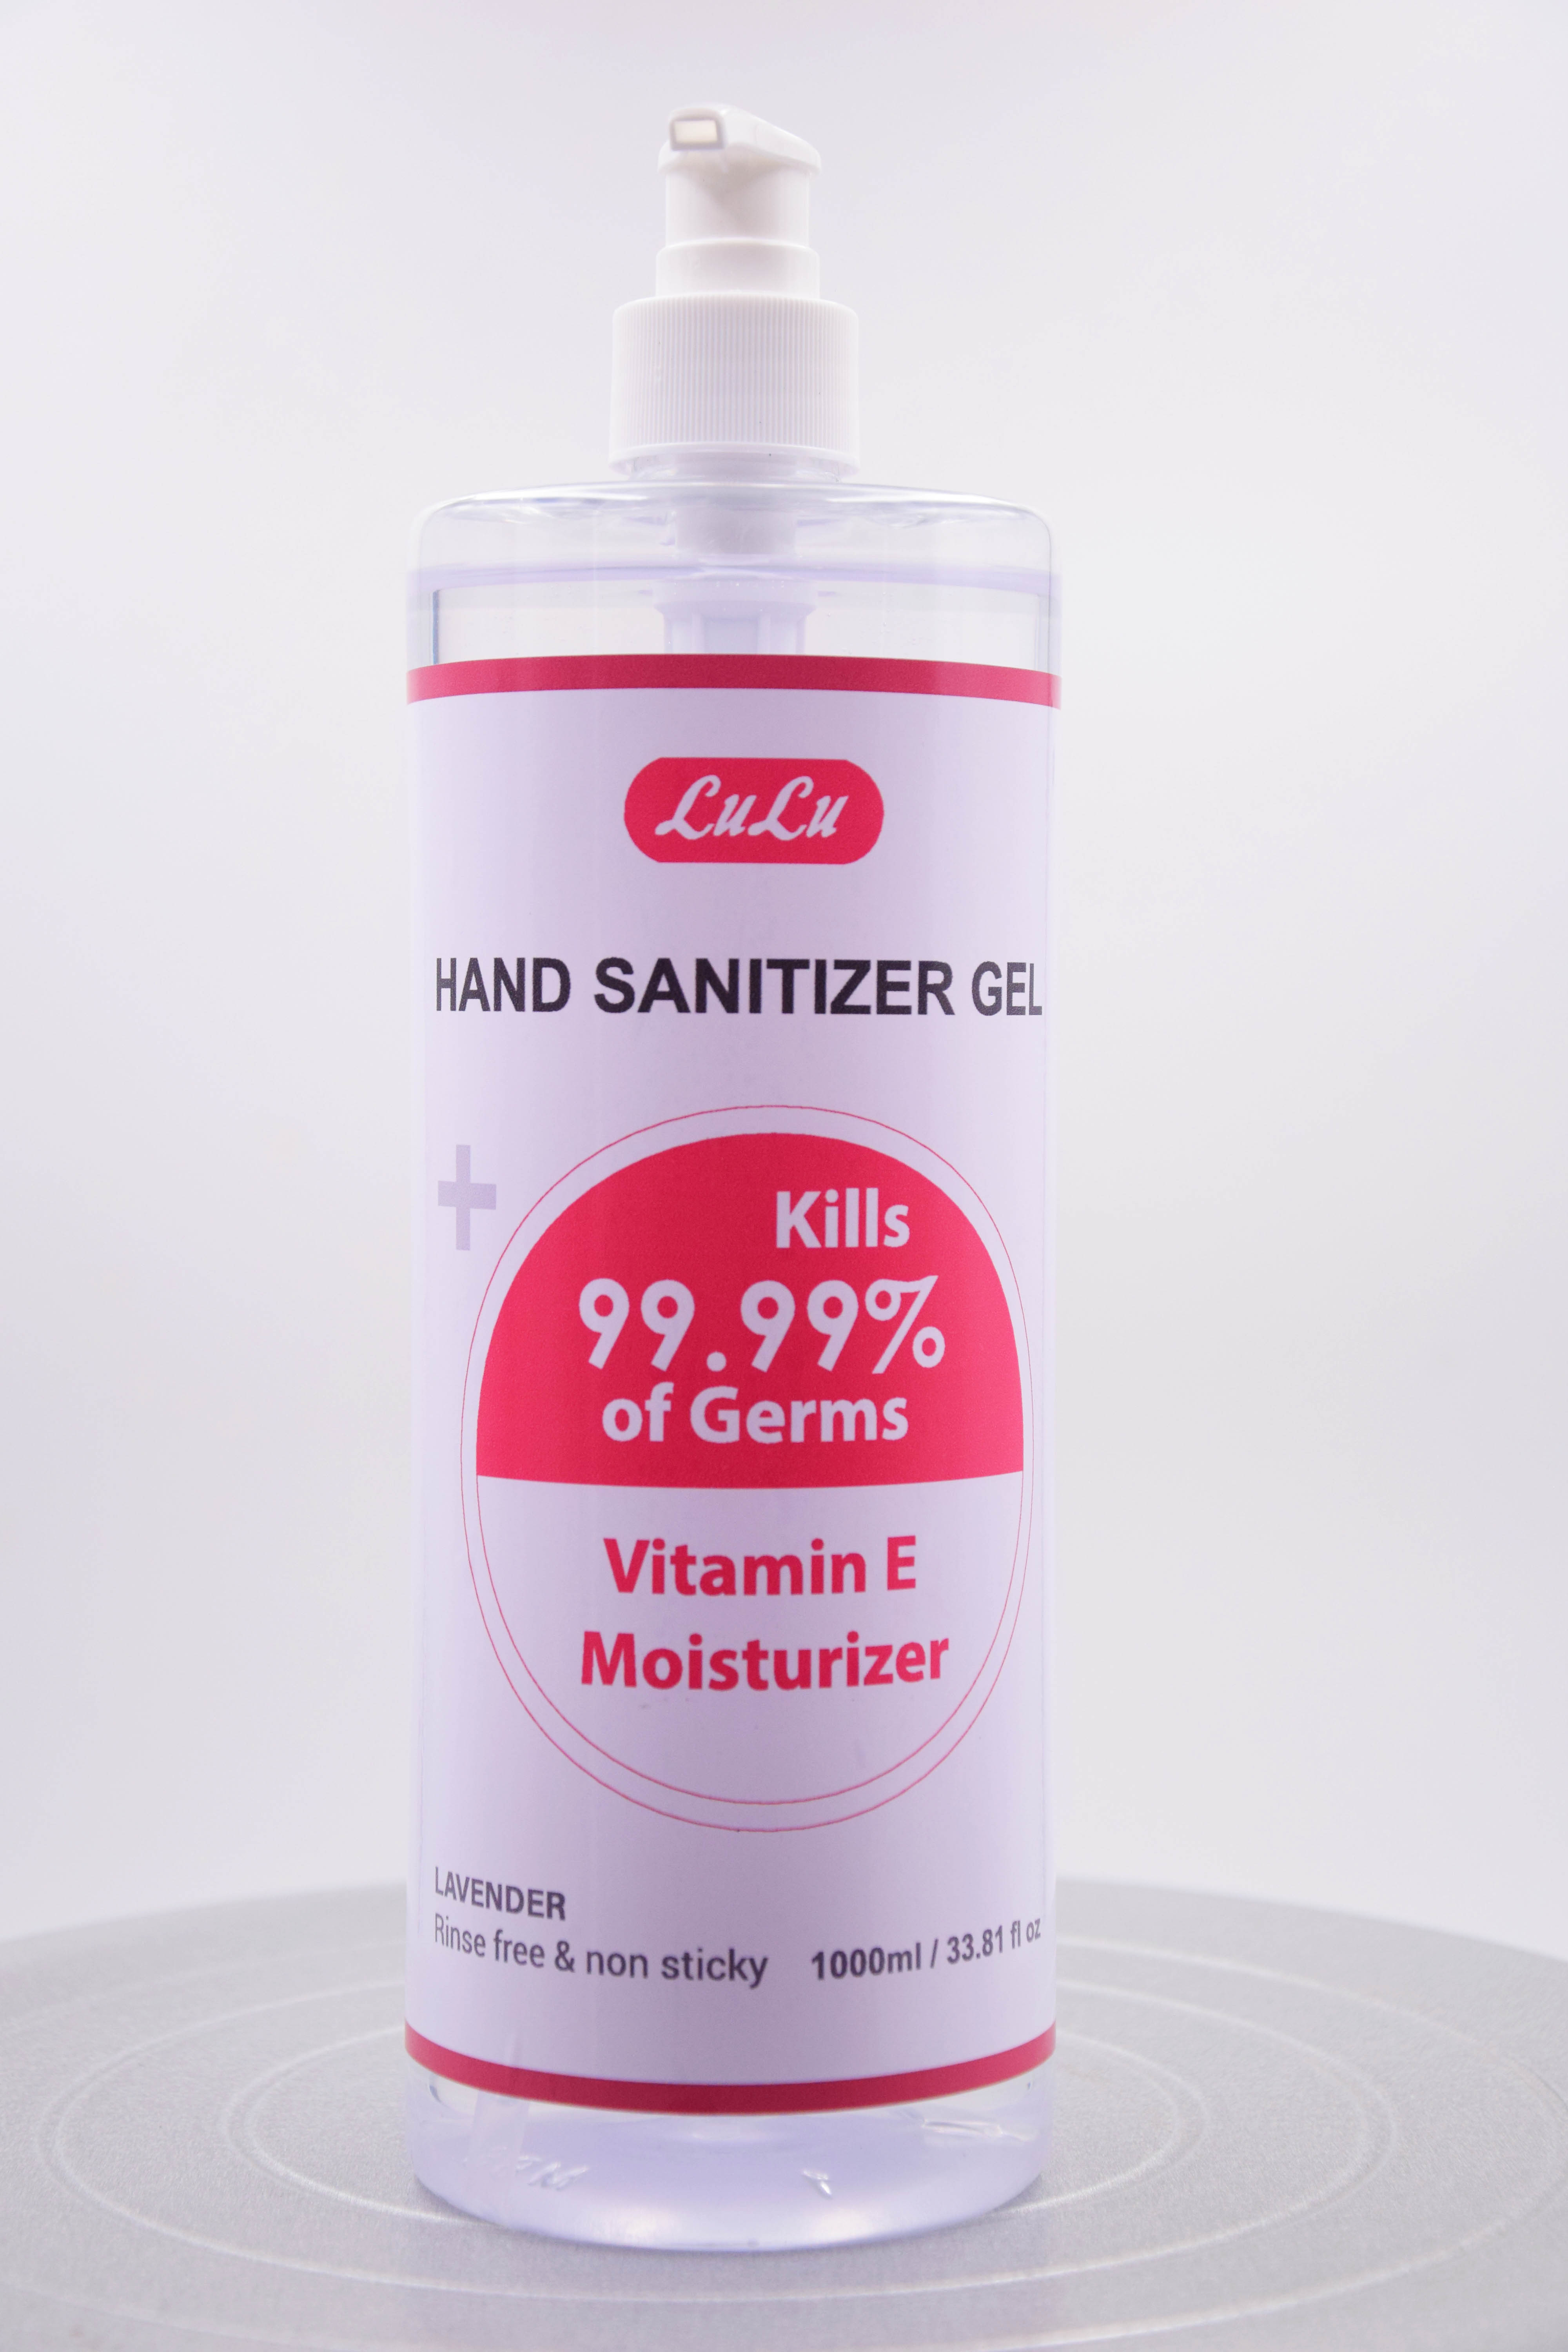 LuLu
HAND SANITIZER GEL
Kills
99.99%
of Germs
Vitamin E
Moisturizer
LAVENDER
Rinse free & non sticky
1000ml / 33.81 fl oz